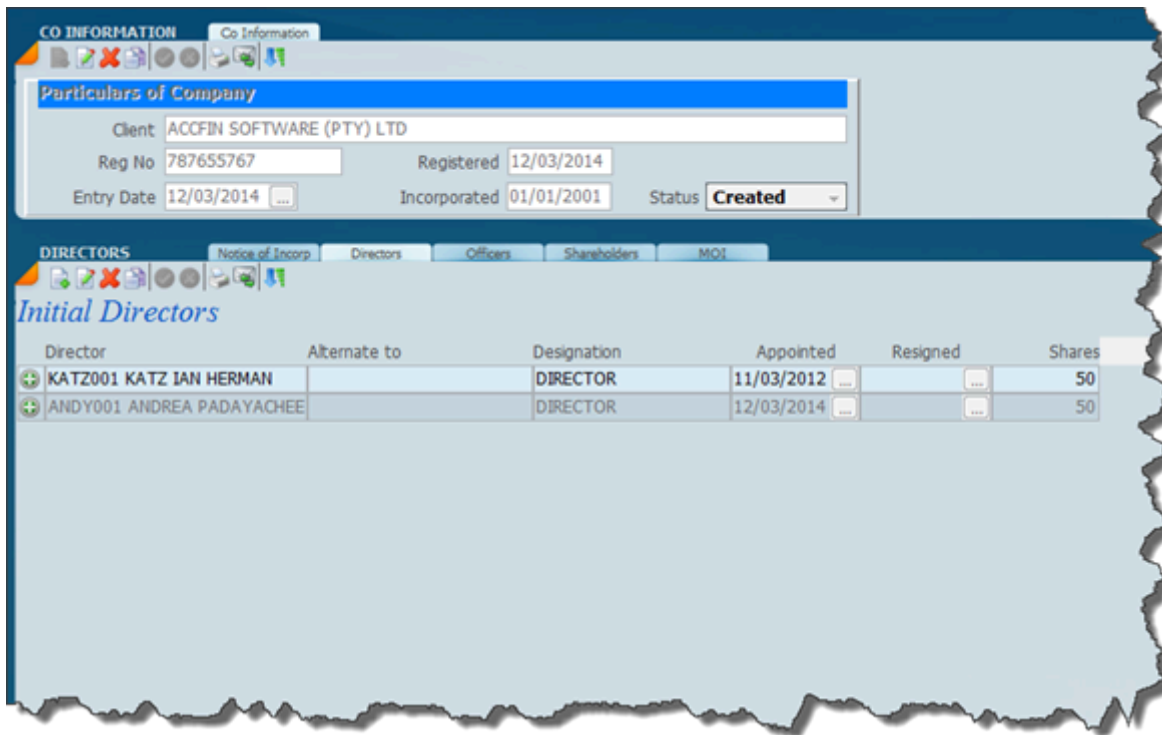 CO INFORMATION Co Information
Particulars of Company
Client ACCFIN SOFTWARE (PTY) LTD
Reg No 787655767 Registered 12/03/2014
Entry Date 12/03/2014 ... Incorporated 01/01/2001 Status Created
DIRECTORS Notice of Incorp Directors Officers Shareholders MOI
Initial Directors
Director Alternate to Designation Appointed Resigned Shares
KATZ001 KATZ IAN HERMAN DIRECTOR 11/03/2012 ... ... 50
ANDY001 ANDREA PADAYACHEE DIRECTOR 12/03/2014 ... ... 50